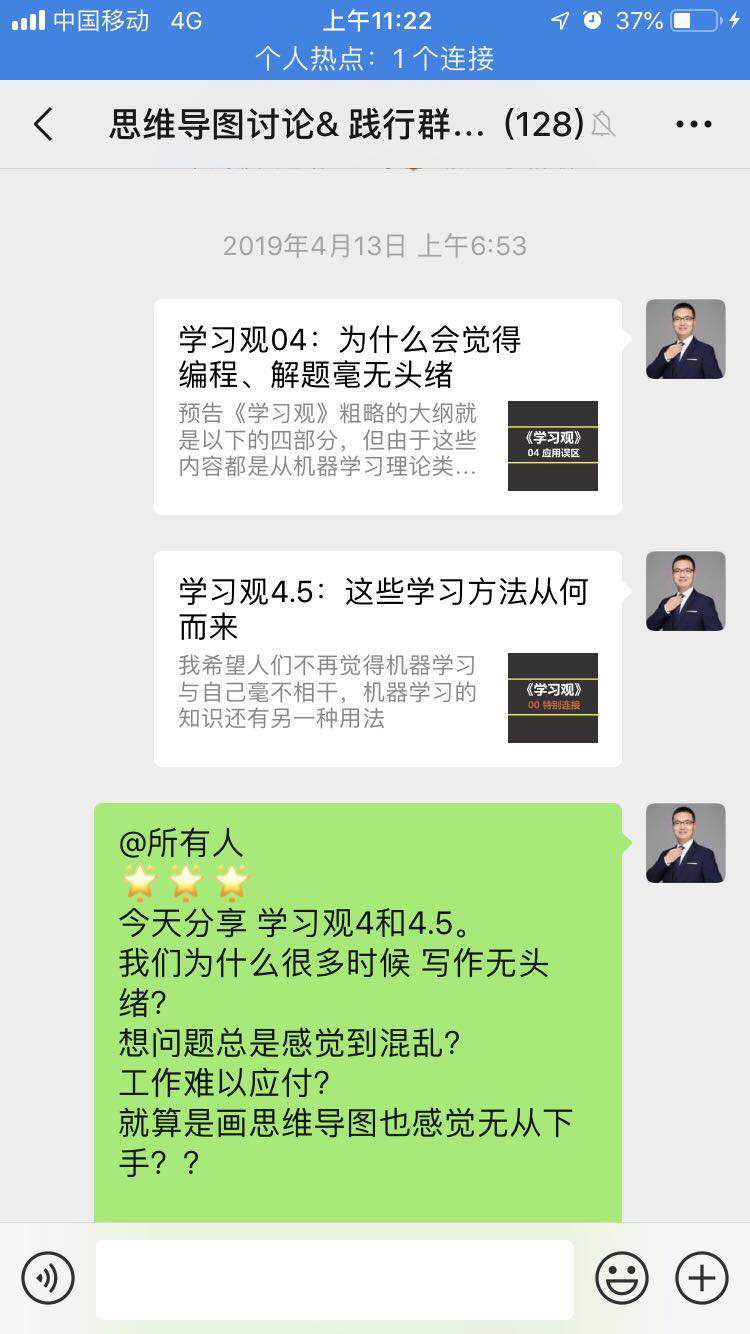 中国移动 4G 上午11:22 37%
个人热点：1 个连接
思维导图讨论& 践行群... (128)
2019年4月13日 上午6:53
学习观04：为什么会觉得
编程、解题毫无头绪
预告《学习观》粗略的大纲就
是以下的四部分，但由于这些
内容都是从机器学习理论类...
《学习观》
04 应用误区
学习观4.5：这些学习方法从何
而来
我希望人们不再觉得机器学习
与自己毫不相干，机器学习的
知识还有另一种用法
《学习观》
00 特别连接
@所有人
今天分享 学习观4和4.5。
我们为什么很多时候 写作无头
绪？
想问题总是感觉到混乱？
工作难以应付？
就算是画思维导图也感觉无从下
手？？